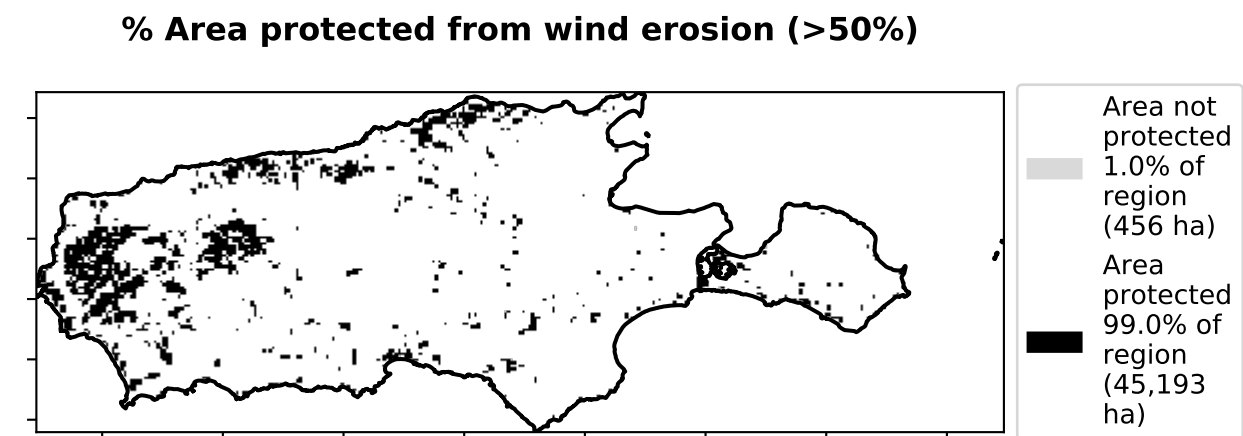 % Area protected from wind erosion (>50%)
Area not
protected
1.0% of
region
(456 ha)
Area
protected
99.0% of
region
(45,193
ha)